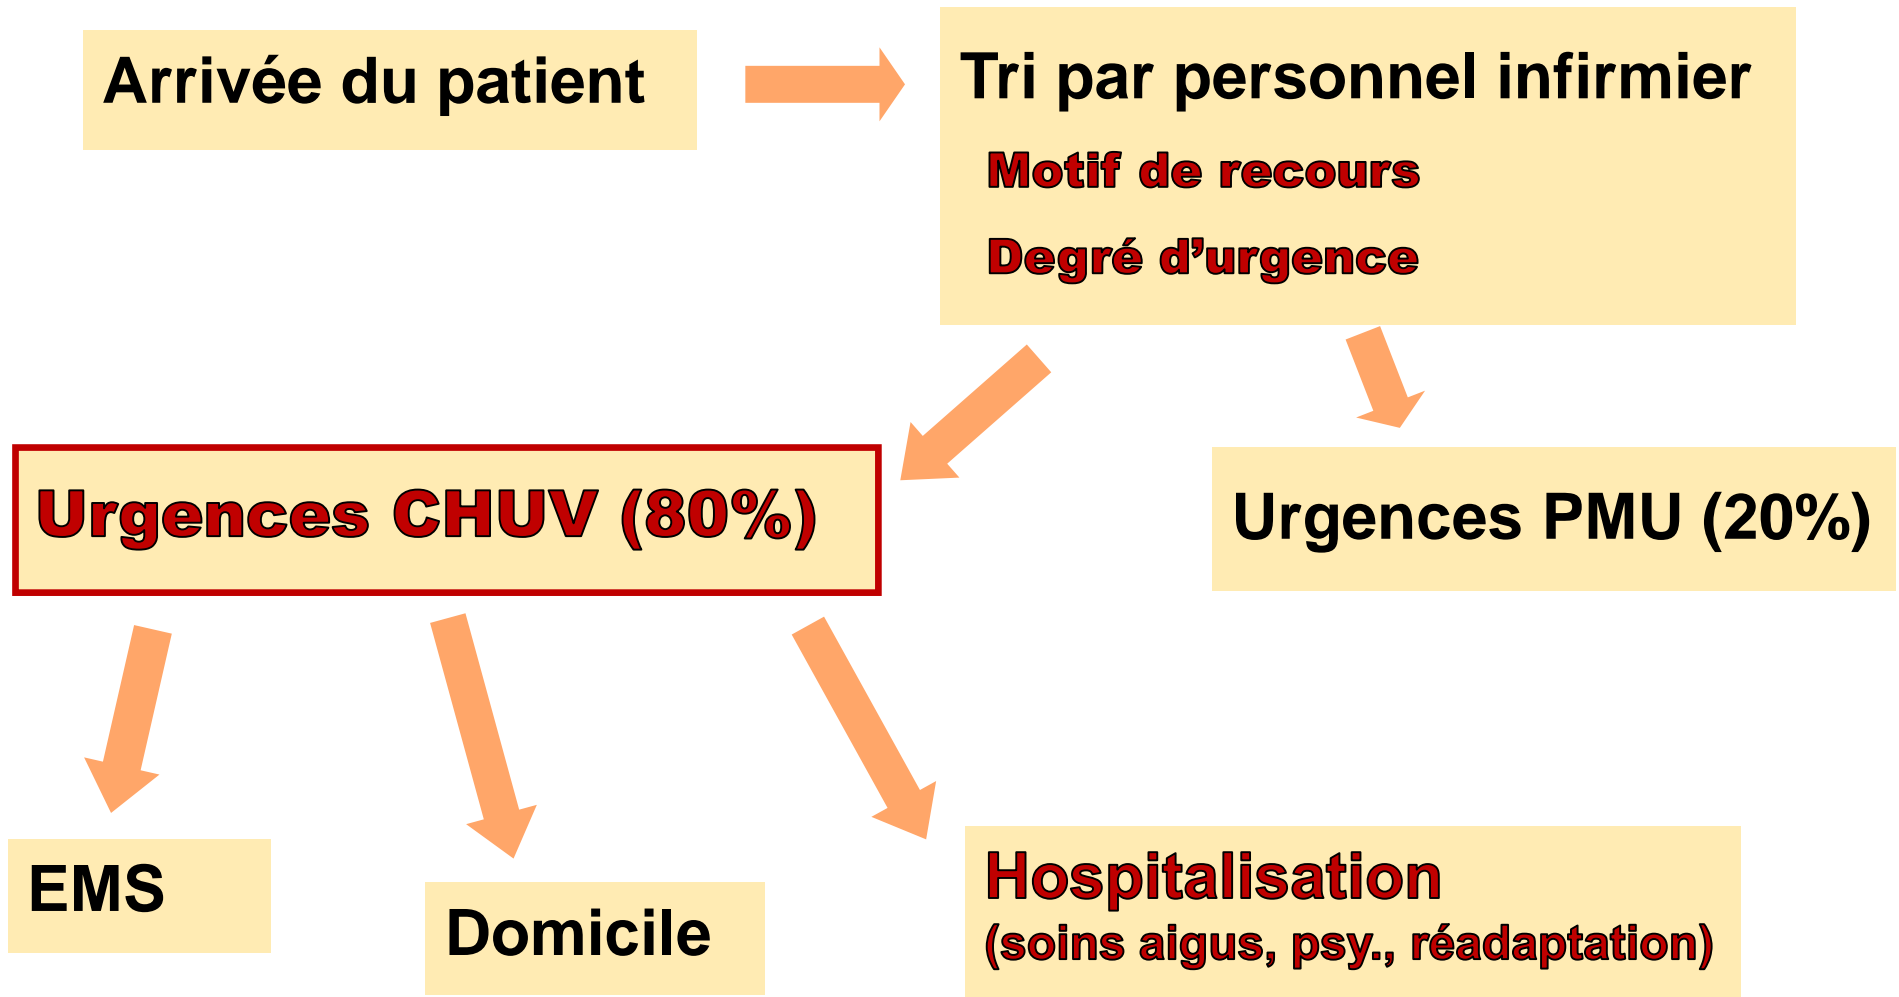 Arrivée du patient
Tri par personnel infirmier
Motif de recours
Degré d’urgence
Urgences CHUV (80%)
Urgences PMU (20%)
EMS
Domicile
Hospitalisation
(soins aigus, psy., réadaptation)